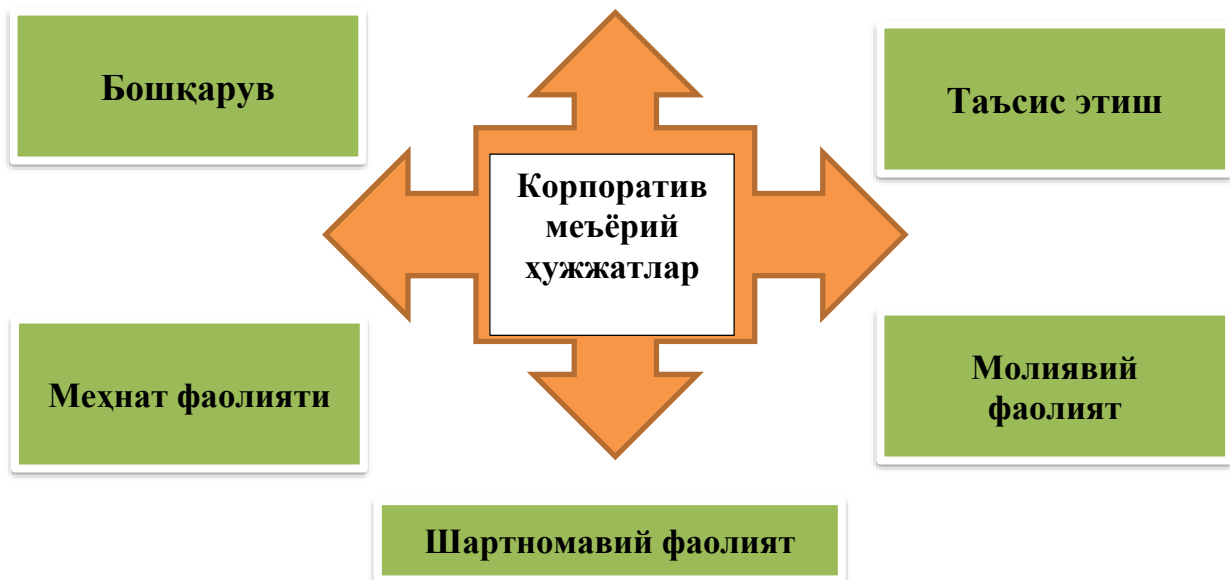 Бошқарув
Таъсис этиш
Корпоратив
меъёрий
ҳужжатлар
Меҳнат фаолияти
Молиявий
фаолият
Шартномавий фаолият